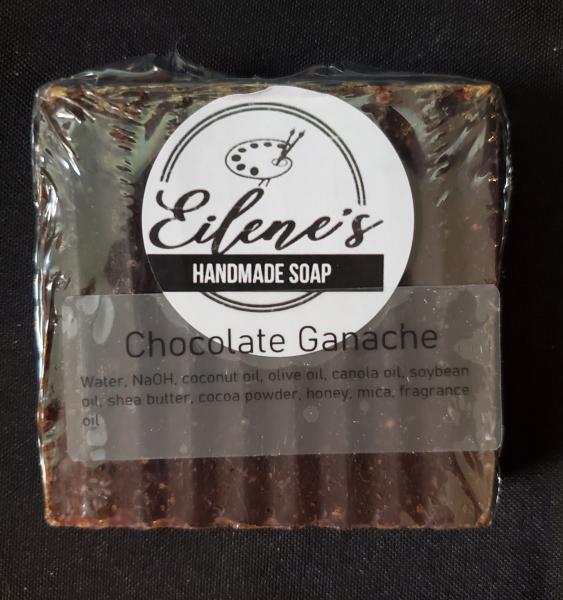 Eilene's
HANDMADE SOAP
Chocolate Ganache
Water, NaOH, coconut oil, olive oil, canola oil, soybean
oil, shea butter, cocoa powder, honey, mica, fragrance
oil